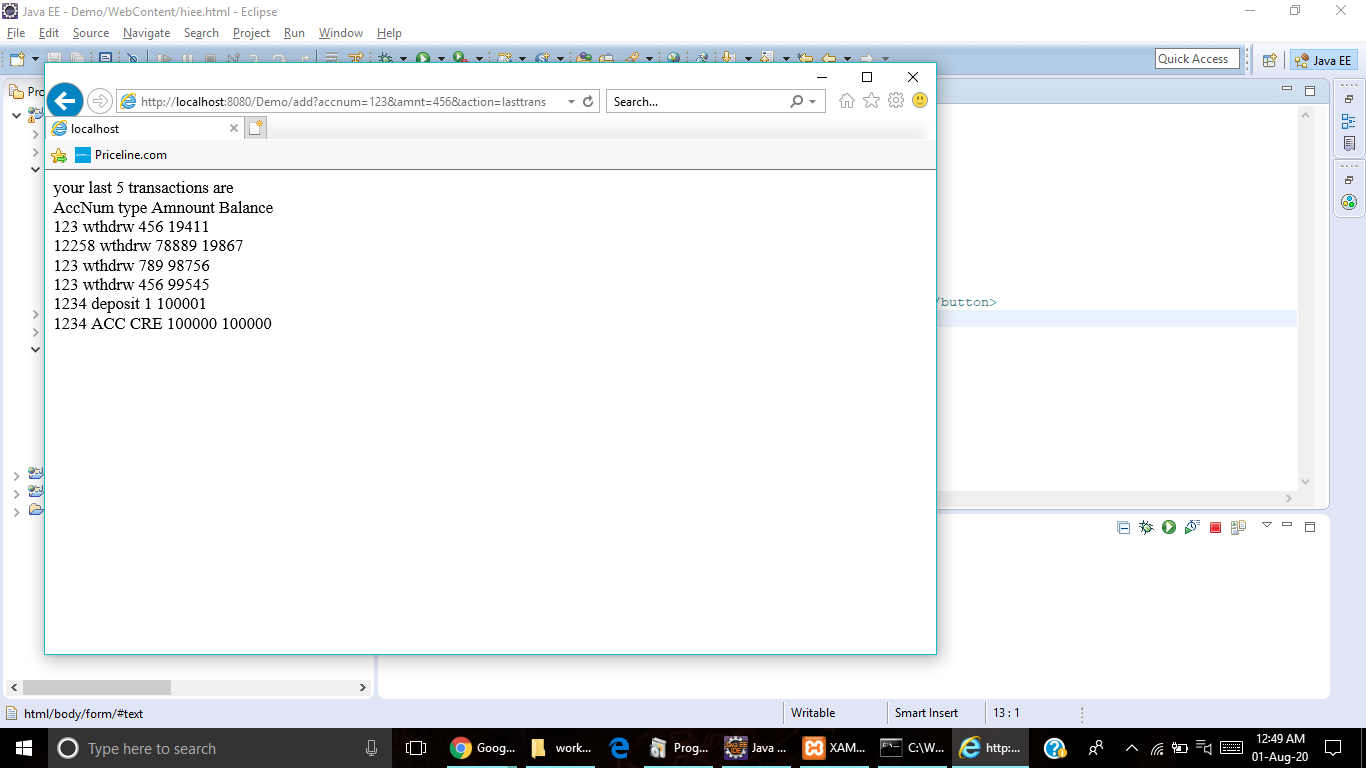 Java EE - Demo/WebContent/hiee.html - Eclipse
File Edit Source Navigate Search Project Run Window Help
Quick Access
Java EE
http://localhost:8080/Demo/add?accnum=123&amnt=456&action=lasttrans
Search...
localhost
Priceline.com
your last 5 transactions are
AccNum type Amnount Balance
123 wthdrw 456 19411
12258 wthdrw 78889 19867
123 wthdrw 789 98756
123 wthdrw 456 99545
1234 deposit 1 100001
/button>
1234 ACC CRE 100000 100000
html/body/form/#text
Writable
Smart Insert
13 : 1
Type here to search
Goog...
work...
Prog...
Java ...
XAM...
C:\W...
http:...
12:49 AM
01-Aug-20